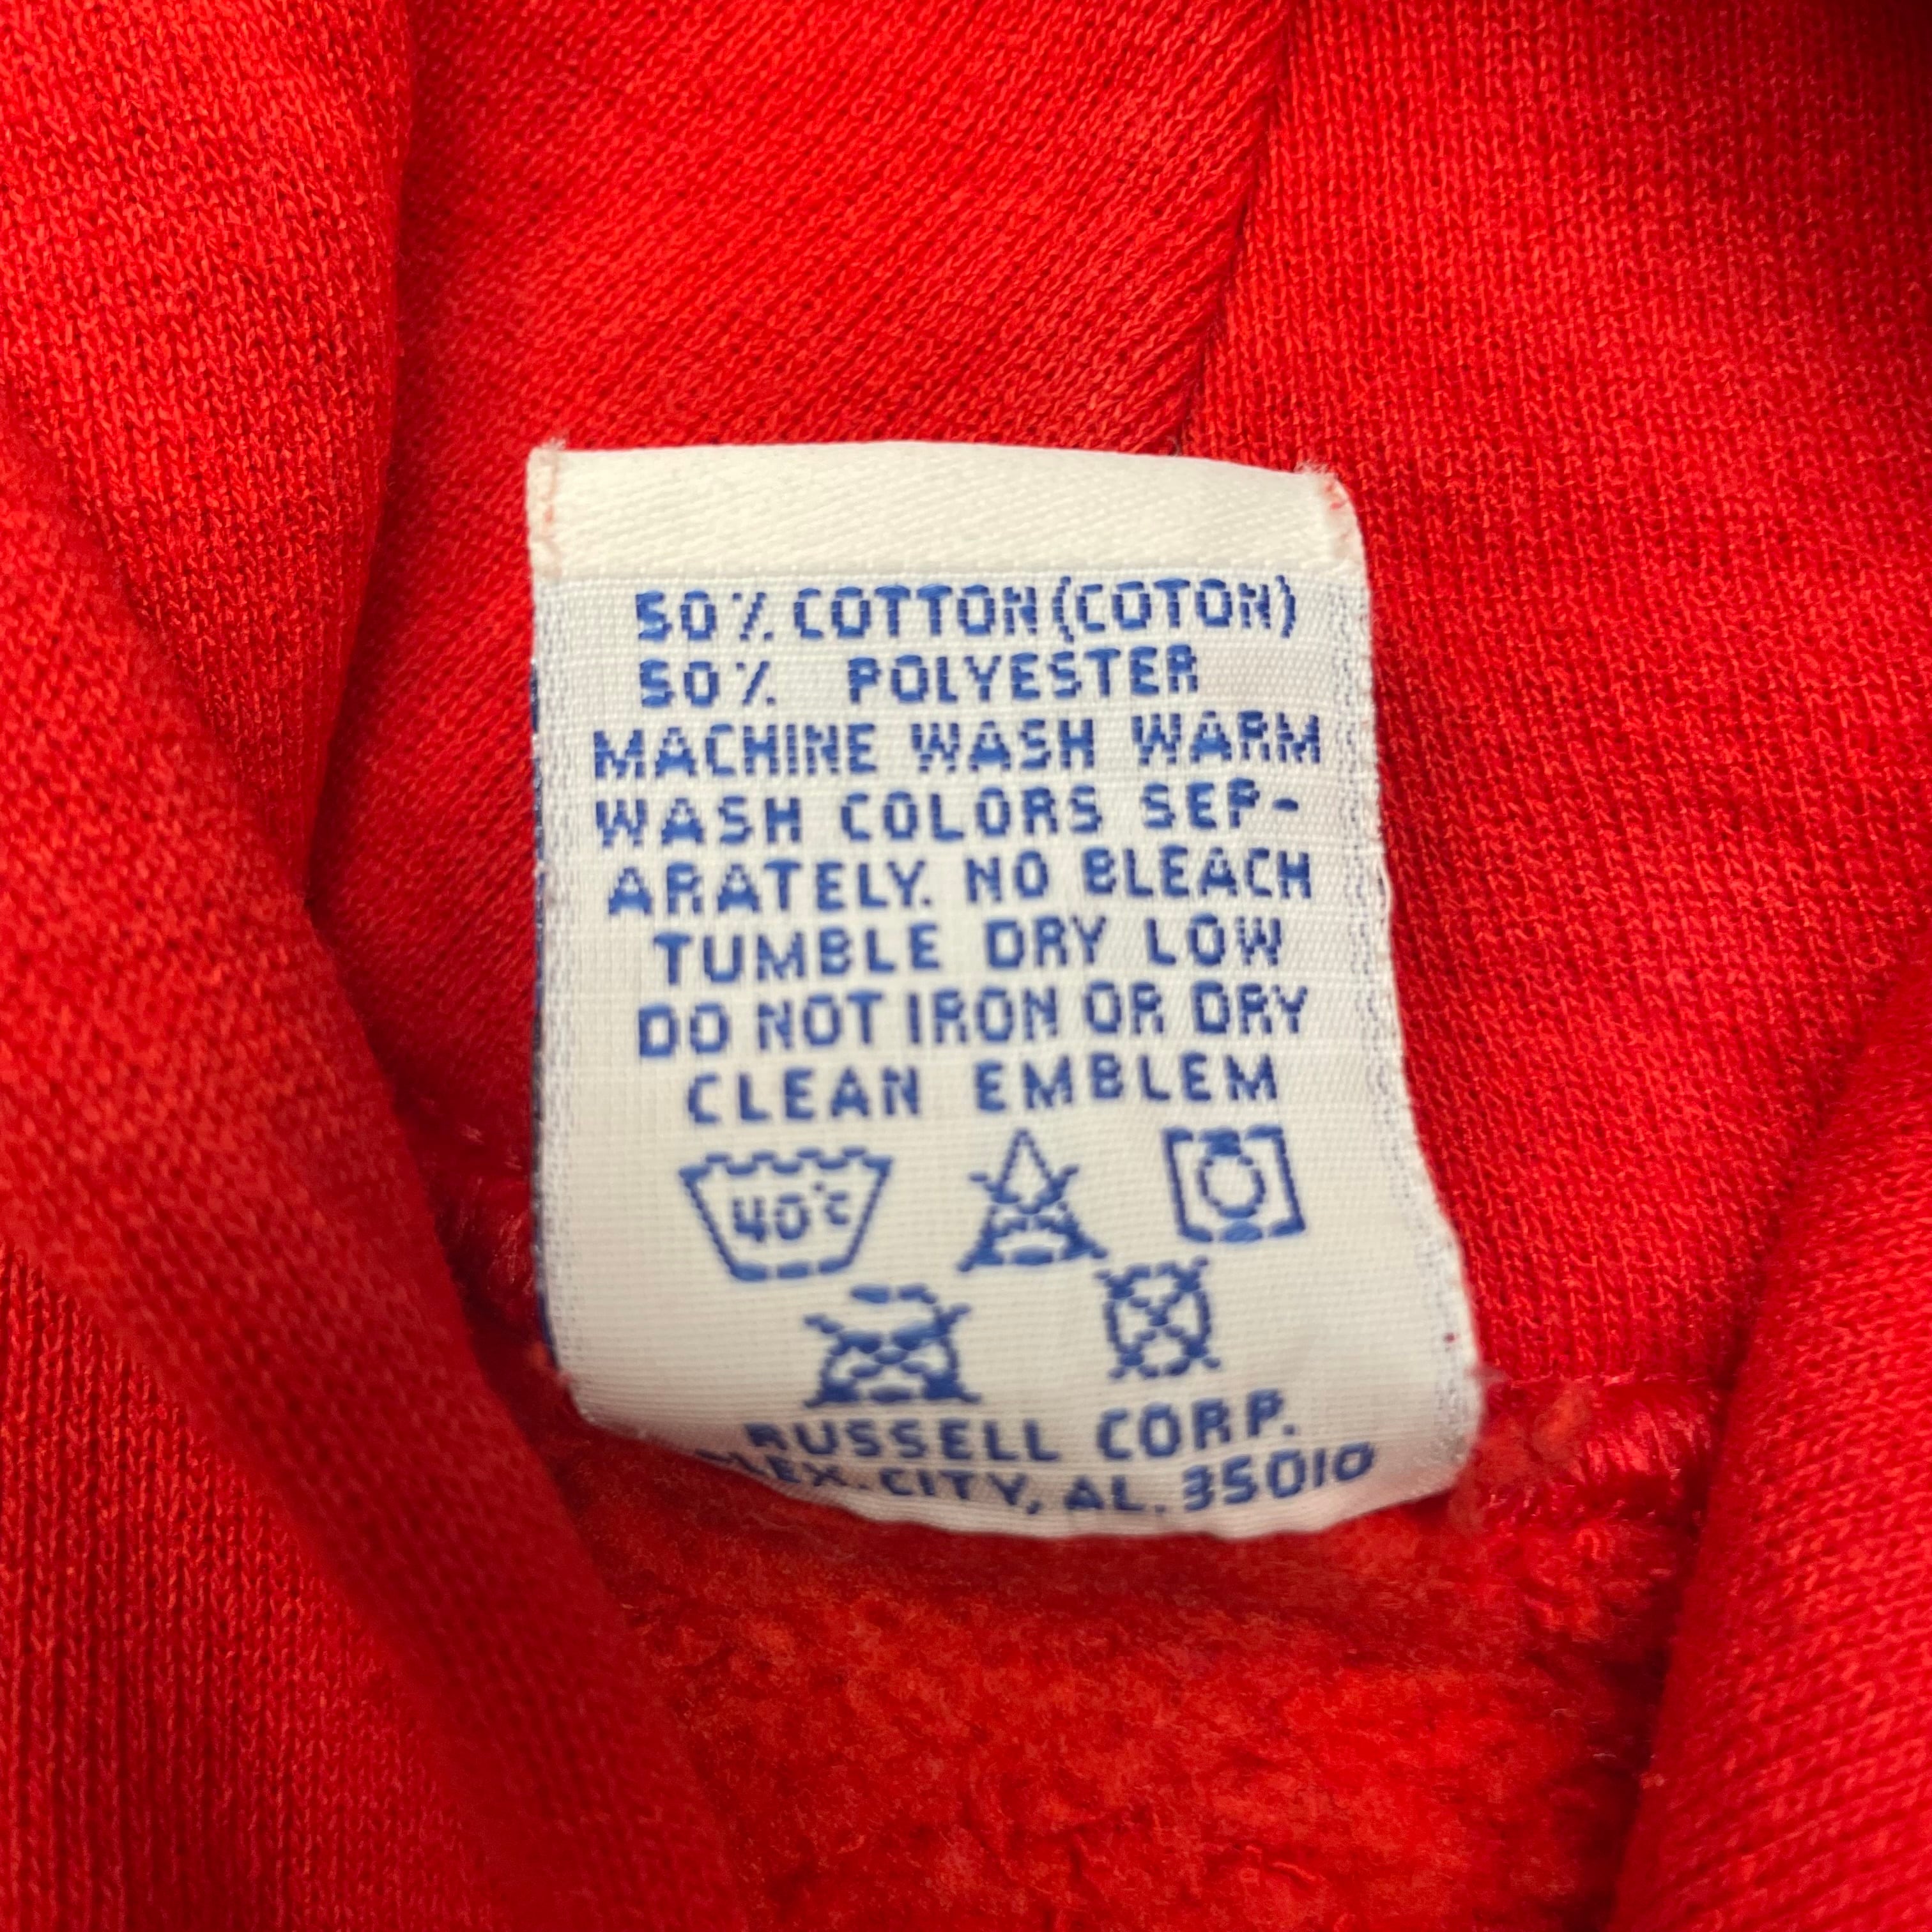 50% COTTON (COTON)
50% POLYESTER
MACHINE WASH WARM
WASH COLORS SEP-
ARATELY. NO BLEACH
TUMBLE DRY LOW
DO NOT IRON OR DRY
CLEAN EMBLEM
40°C
RUSSELL CORP.
ALEX. CITY, AL. 35010